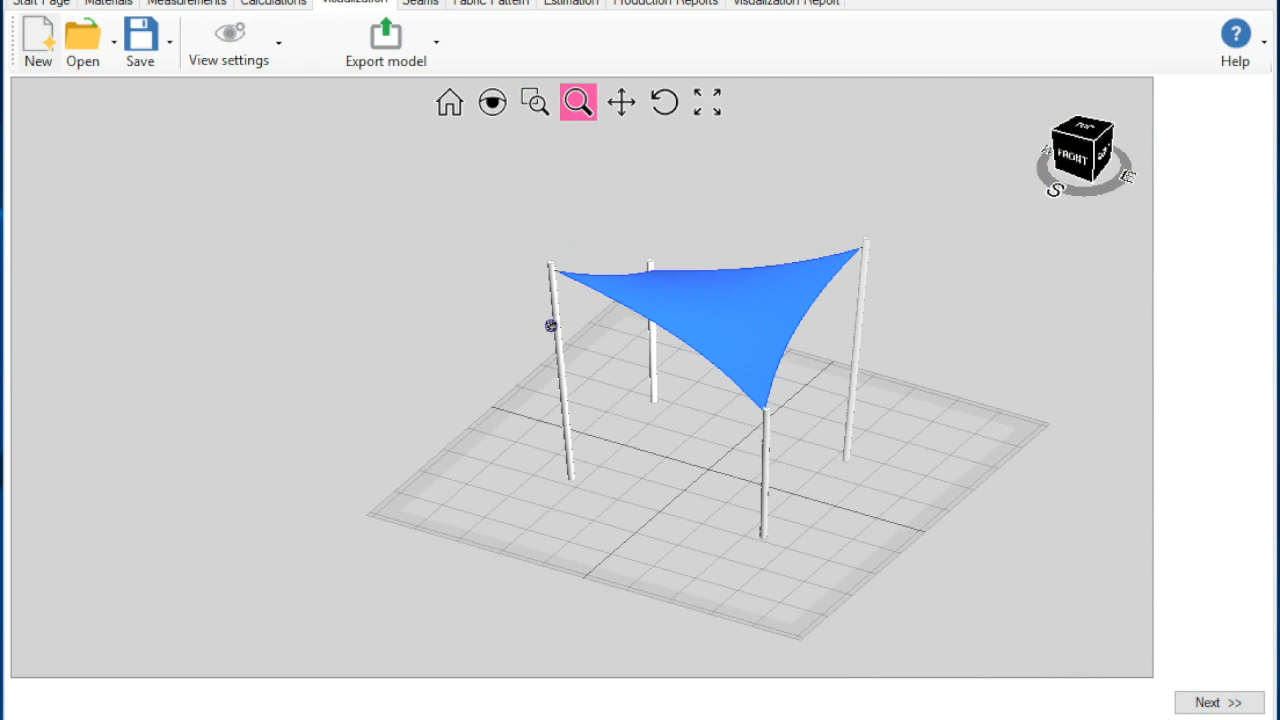 Start Page Materials Measurements Calculations Visualization Seams Fabric Pattern Estimation Production Reports Visualization Report
New Open Save View settings Export model Help
TOP
FRONT
S E
Next >>